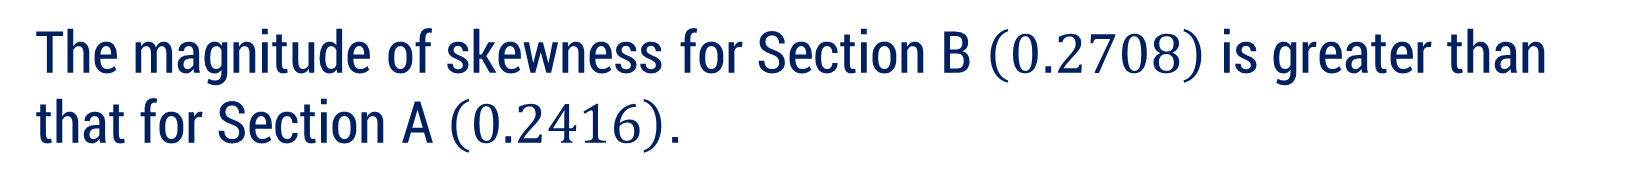 The magnitude of skewness for Section B (0.2708) is greater than
that for Section A (0.2416).